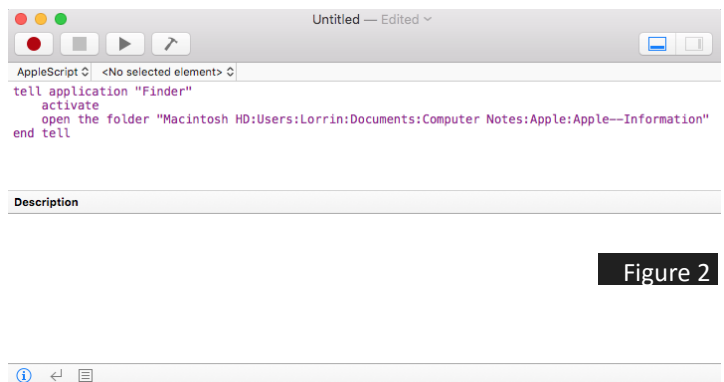 Untitled — Edited
AppleScript <No selected element>
tell application "Finder"
activate
open the folder "Macintosh HD:Users:Lorrin:Documents:Computer Notes:Apple:Apple--Information"
end tell
Description
Figure 2